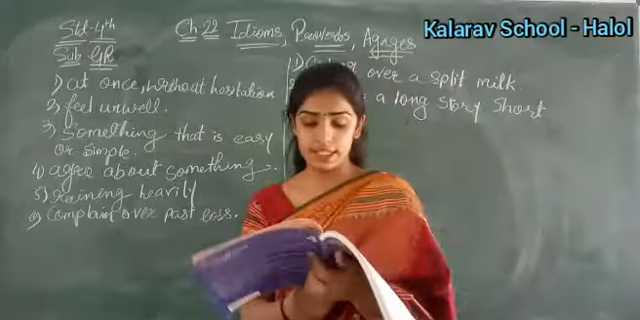 Kalarav School - Halol
Std-4th
Ch-22 Idioms, Proverbs, Adages
Sub GR
1) at once, without hesitation
2) feel unwell.
3) Something that is easy
or simple.
4) agree about something.
5) raining heavily
6) Complain over past loss.
1) over a split milk.
a long story short